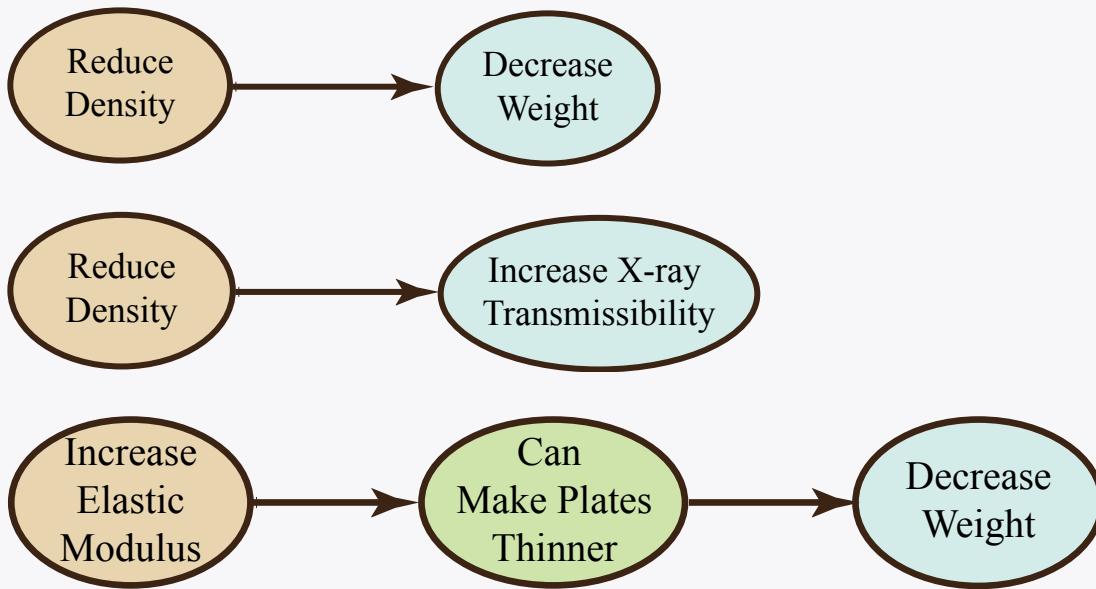 Reduce
Density
Decrease
Weight
Reduce
Density
Increase X-ray
Transmissibility
Increase
Elastic
Modulus
Can
Make Plates
Thinner
Decrease
Weight